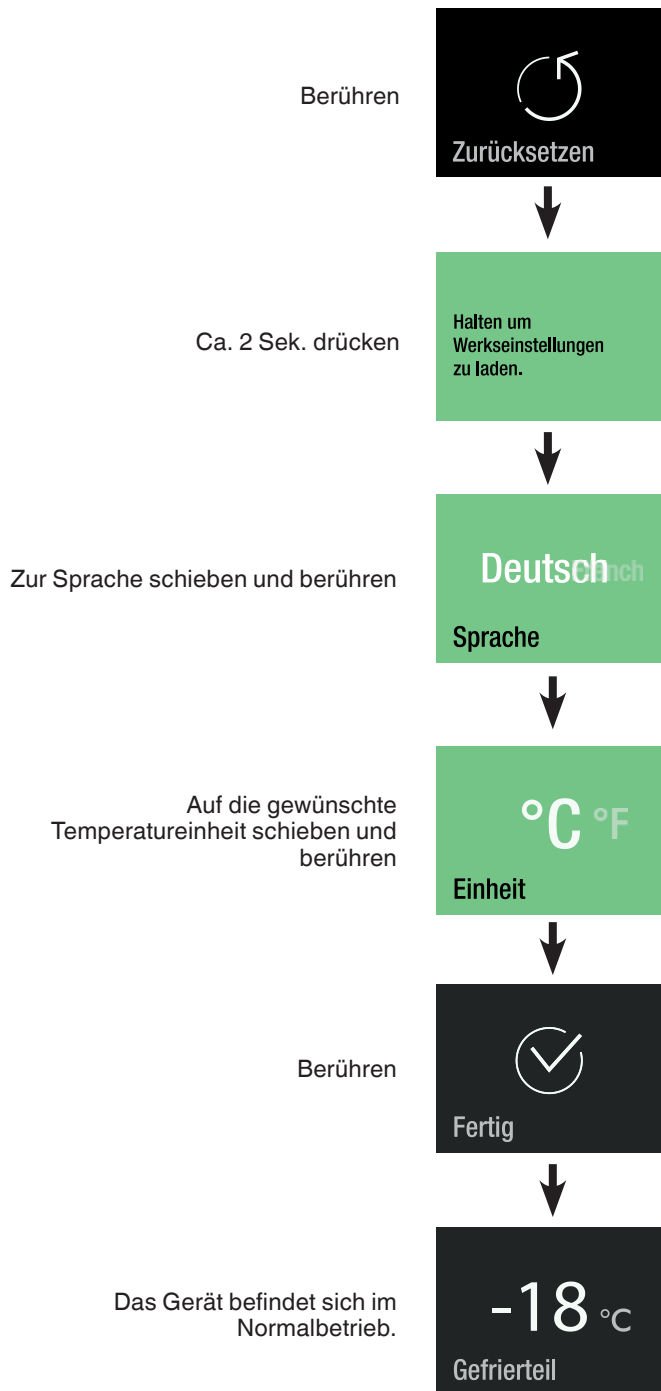 Berühren
Zurücksetzen
Ca. 2 Sek. drücken
Halten um
Werkseinstellungen
zu laden.
Zur Sprache schieben und berühren
Deutsch
Sprache
Auf die gewünschte
Temperatureinheit schieben und
berühren
°C °F
Einheit
Berühren
Fertig
Das Gerät befindet sich im
Normalbetrieb.
-18 °C
Gefrierteil